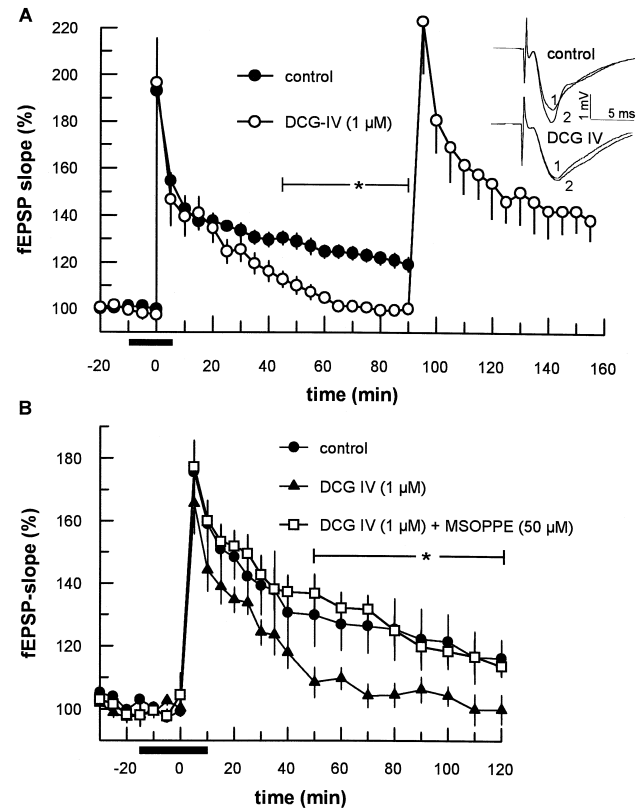 A
fEPSP slope (%)
220
200
180
160
140
120
100
control
DCG-IV (1 µM)
*
control
1
2
1 mV
5 ms
DCG IV
1
2
-20 0 20 40 60 80 100 120 140 160
time (min)
B
fEPSP-slope (%)
180
160
140
120
100
control
DCG IV (1 µM)
DCG IV (1 µM) + MSOPPE (50 µM)
*
-20 0 20 40 60 80 100 120
time (min)